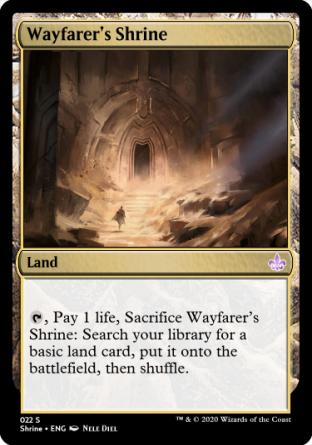 Wayfarer's Shrine
Land
, Pay 1 life, Sacrifice Wayfarer's
Shrine: Search your library for a
basic land card, put it onto the
battlefield, then shuffle.
022 S
Shrine • ENG Nele Diel
™ & © 2020 Wizards of the Coast